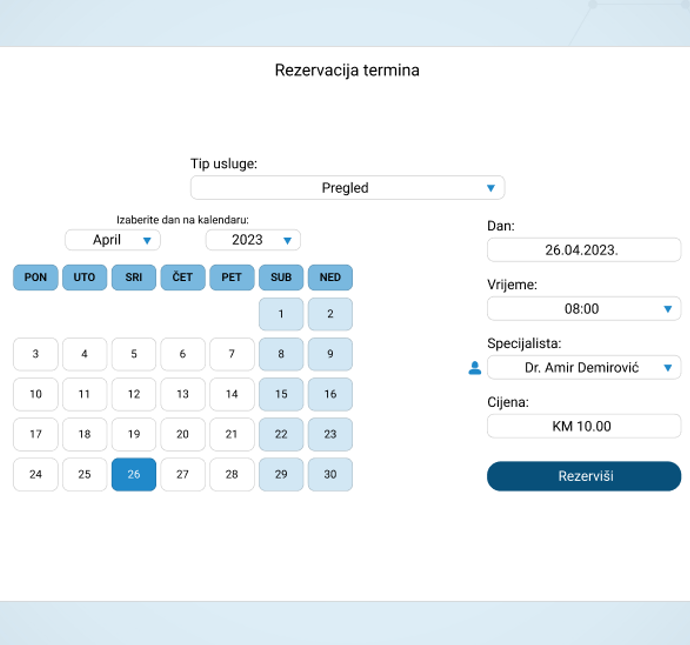 Rezervacija termina
Tip usluge:
Pregled
Izaberite dan na kalendaru:
April 2023
PON UTO SRI ČET PET SUB NED
1 2
3 4 5 6 7 8 9
10 11 12 13 14 15 16
17 18 19 20 21 22 23
24 25 26 27 28 29 30
Dan:
26.04.2023.
Vrijeme:
08:00
Specijalista:
Dr. Amir Demirović
Cijena:
KM 10.00
Rezerviši